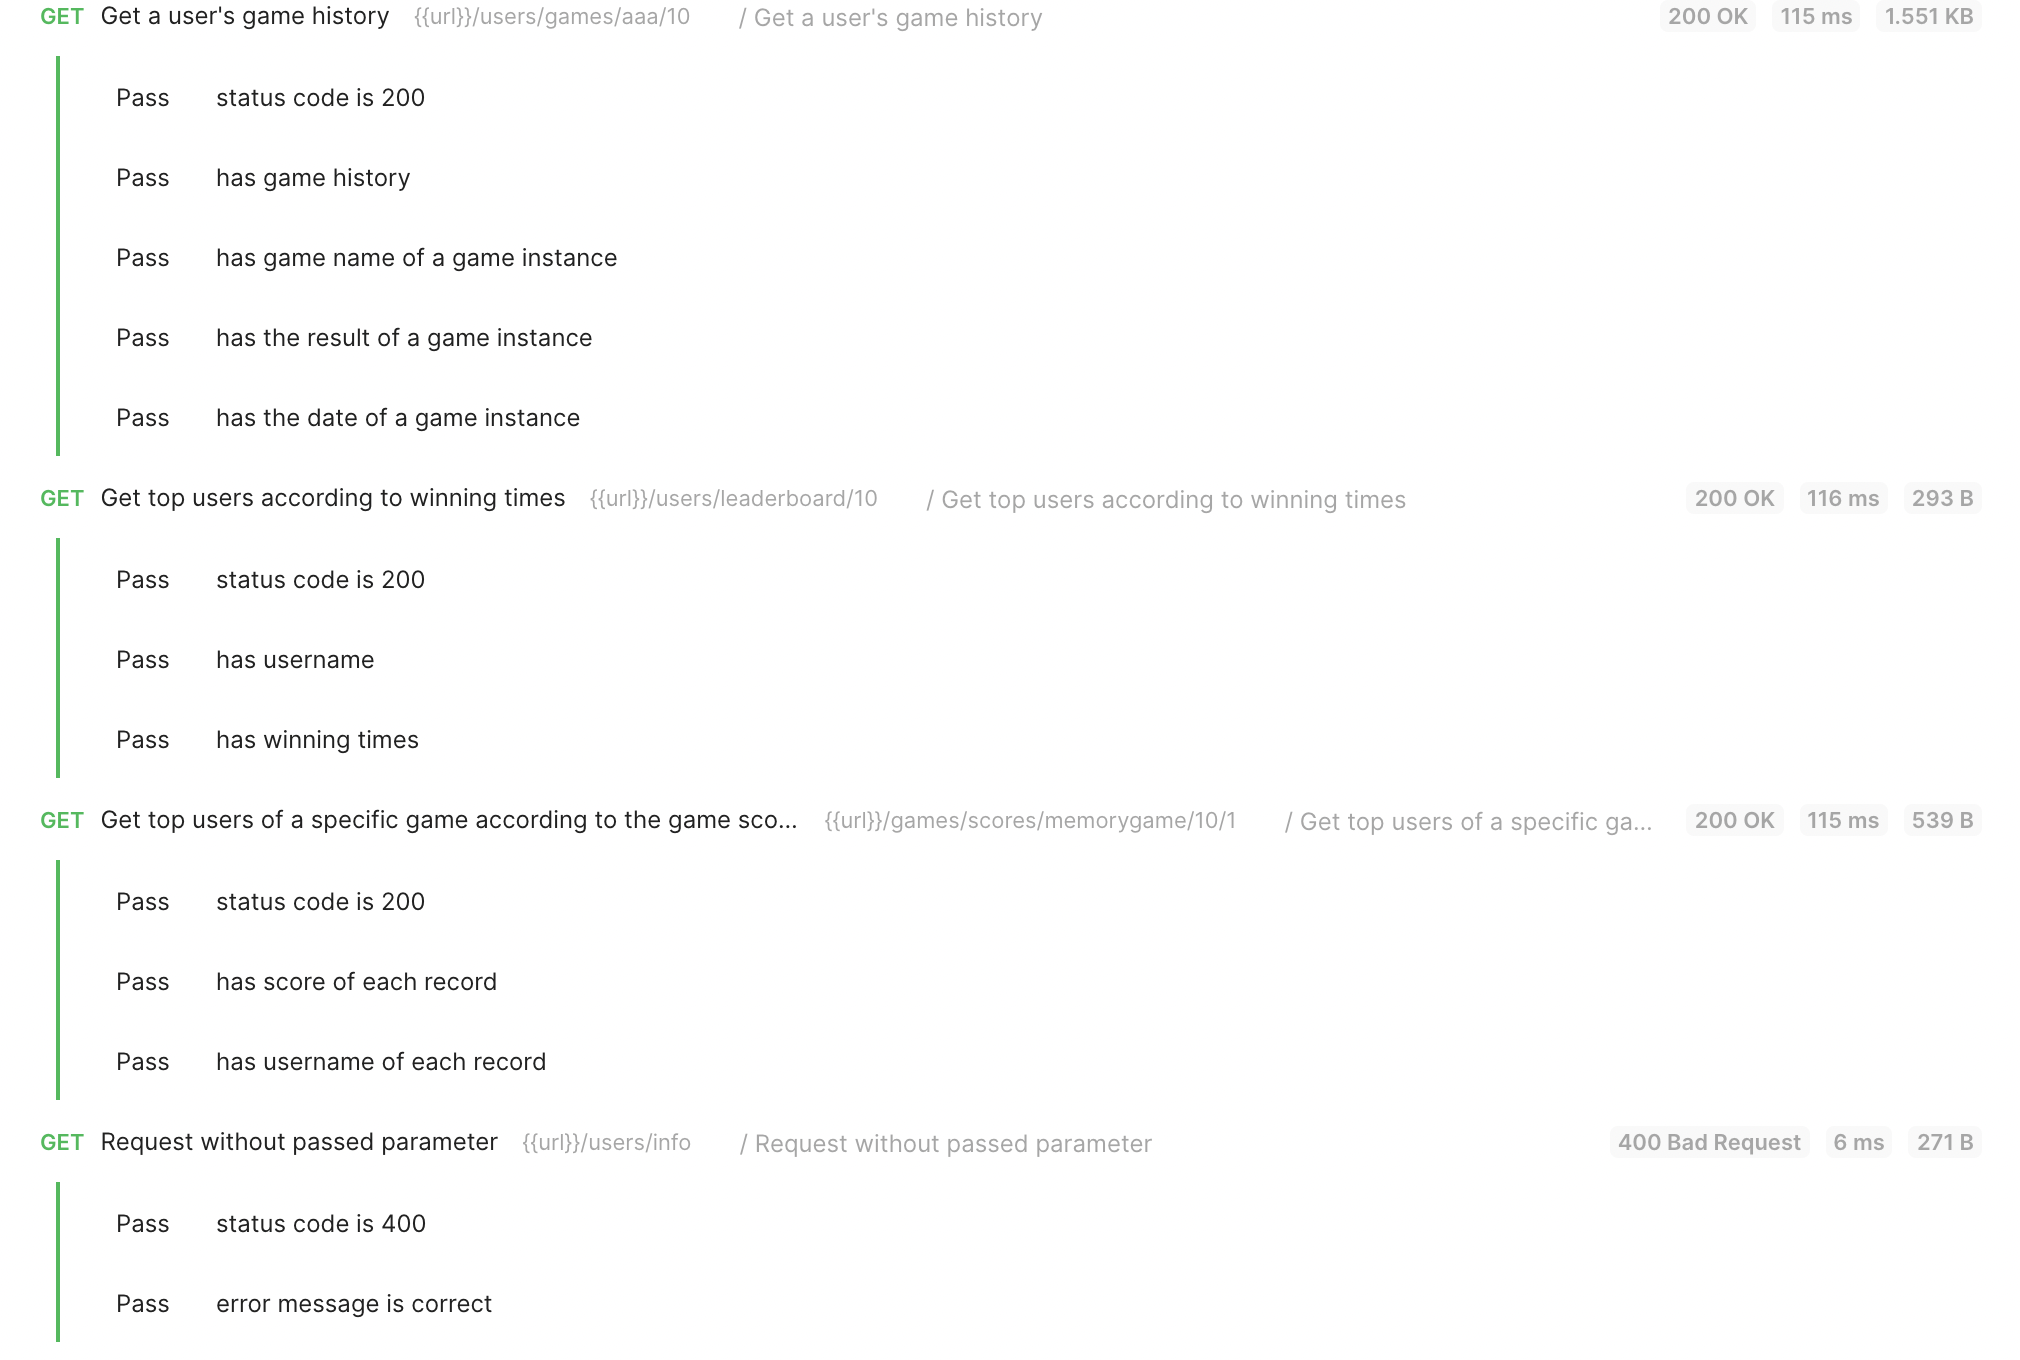 GET Get a user's game history {{url}}/users/games/aaa/10 / Get a user's game history 200 OK 115 ms 1.551 KB
Pass status code is 200
Pass has game history
Pass has game name of a game instance
Pass has the result of a game instance
Pass has the date of a game instance
GET Get top users according to winning times {{url}}/users/leaderboard/10 / Get top users according to winning times 200 OK 116 ms 293 B
Pass status code is 200
Pass has username
Pass has winning times
GET Get top users of a specific game according to the game sco... {{url}}/games/scores/memorygame/10/1 / Get top users of a specific ga... 200 OK 115 ms 539 B
Pass status code is 200
Pass has score of each record
Pass has username of each record
GET Request without passed parameter {{url}}/users/info / Request without passed parameter 400 Bad Request 6 ms 271 B
Pass status code is 400
Pass error message is correct